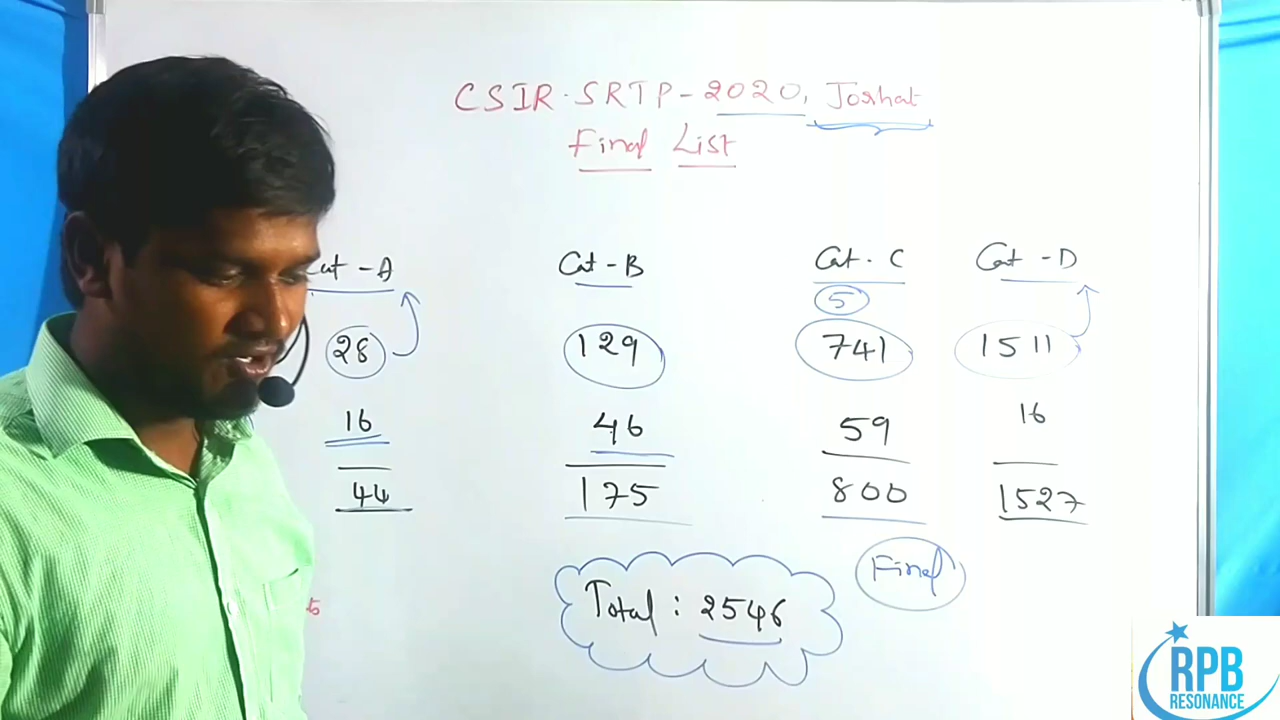 CSIR. SRTP - 2020, Jorhat
Final List
Cat - A Cat - B Cat. C Cat - D
5
28 129 741 1511
16 46 59 16
44 175 800 1527
Final
Total : 2546
RPB
RESONANCE